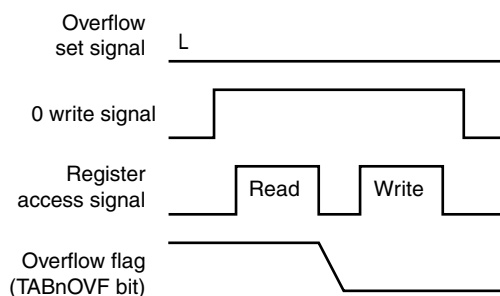 Overflow
set signal
L
0 write signal
Register
access signal
Read
Write
Overflow flag
(TABnOVF bit)